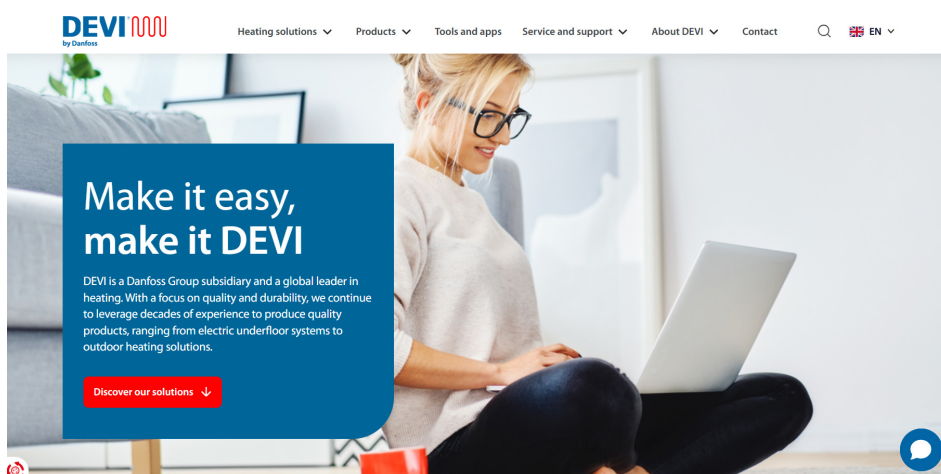 DEVI
by Danfoss
Heating solutions
Products
Tools and apps
Service and support
About DEVI
Contact
EN
Make it easy,
make it DEVI
DEVI is a Danfoss Group subsidiary and a global leader in
heating. With a focus on quality and durability, we continue
to leverage decades of experience to produce quality
products, ranging from electric underfloor systems to
outdoor heating solutions.
Discover our solutions